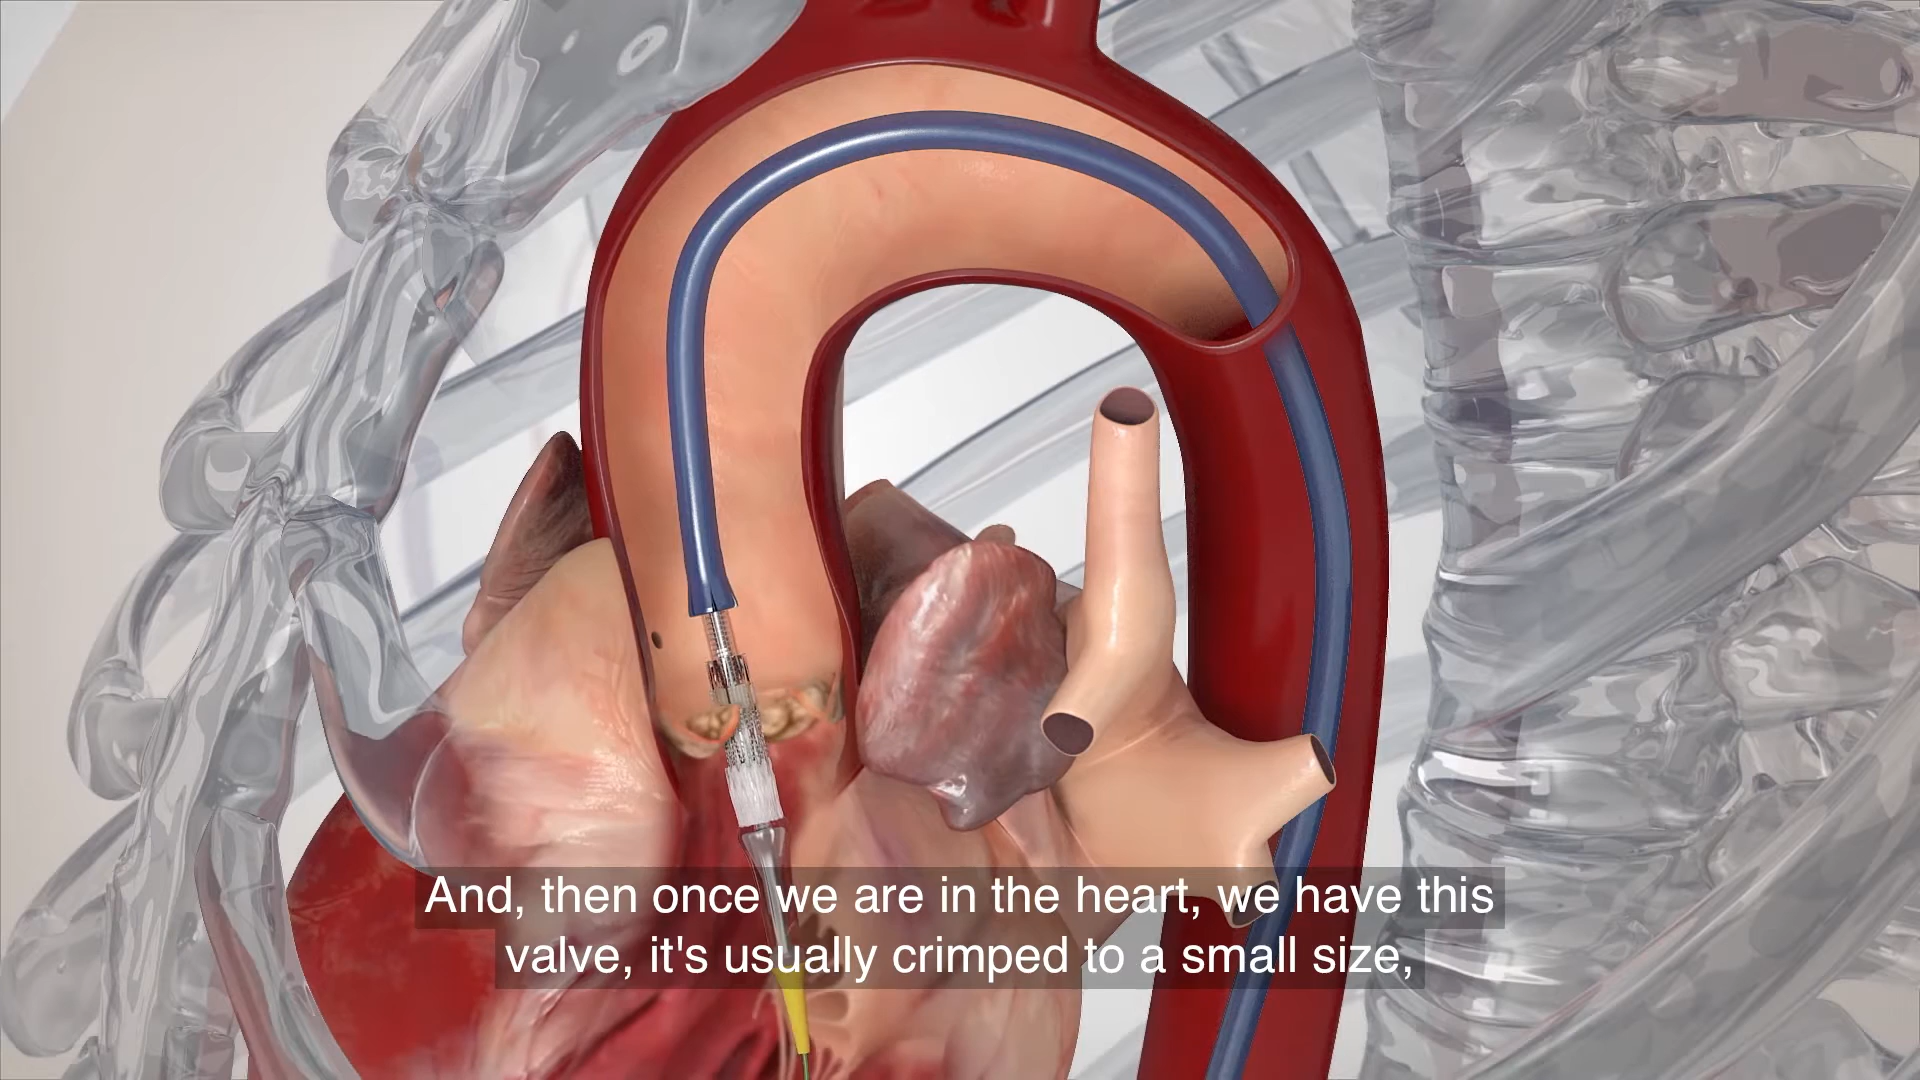 And, then once we are in the heart, we have this
valve, it's usually crimped to a small size,